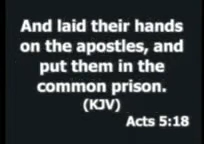 And laid their hands
on the apostles, and
put them in the
common prison.
(KJV)
Acts 5:18